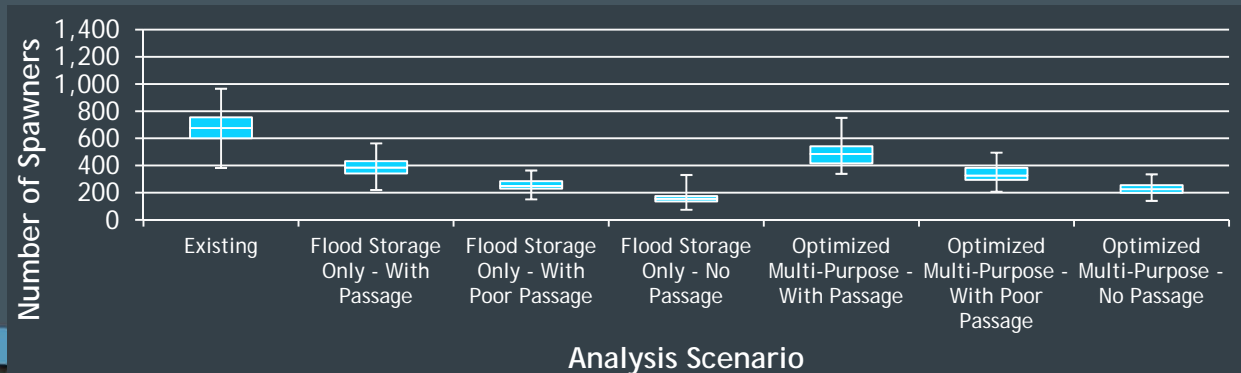 Number of Spawners
1,400
1,200
1,000
800
600
400
200
0
Existing
Flood Storage
Only - With
Passage
Flood Storage
Only - With
Poor Passage
Flood Storage
Only - No
Passage
Optimized
Multi-Purpose -
With Passage
Optimized
Multi-Purpose -
With Poor
Passage
Optimized
Multi-Purpose -
No Passage
Analysis Scenario